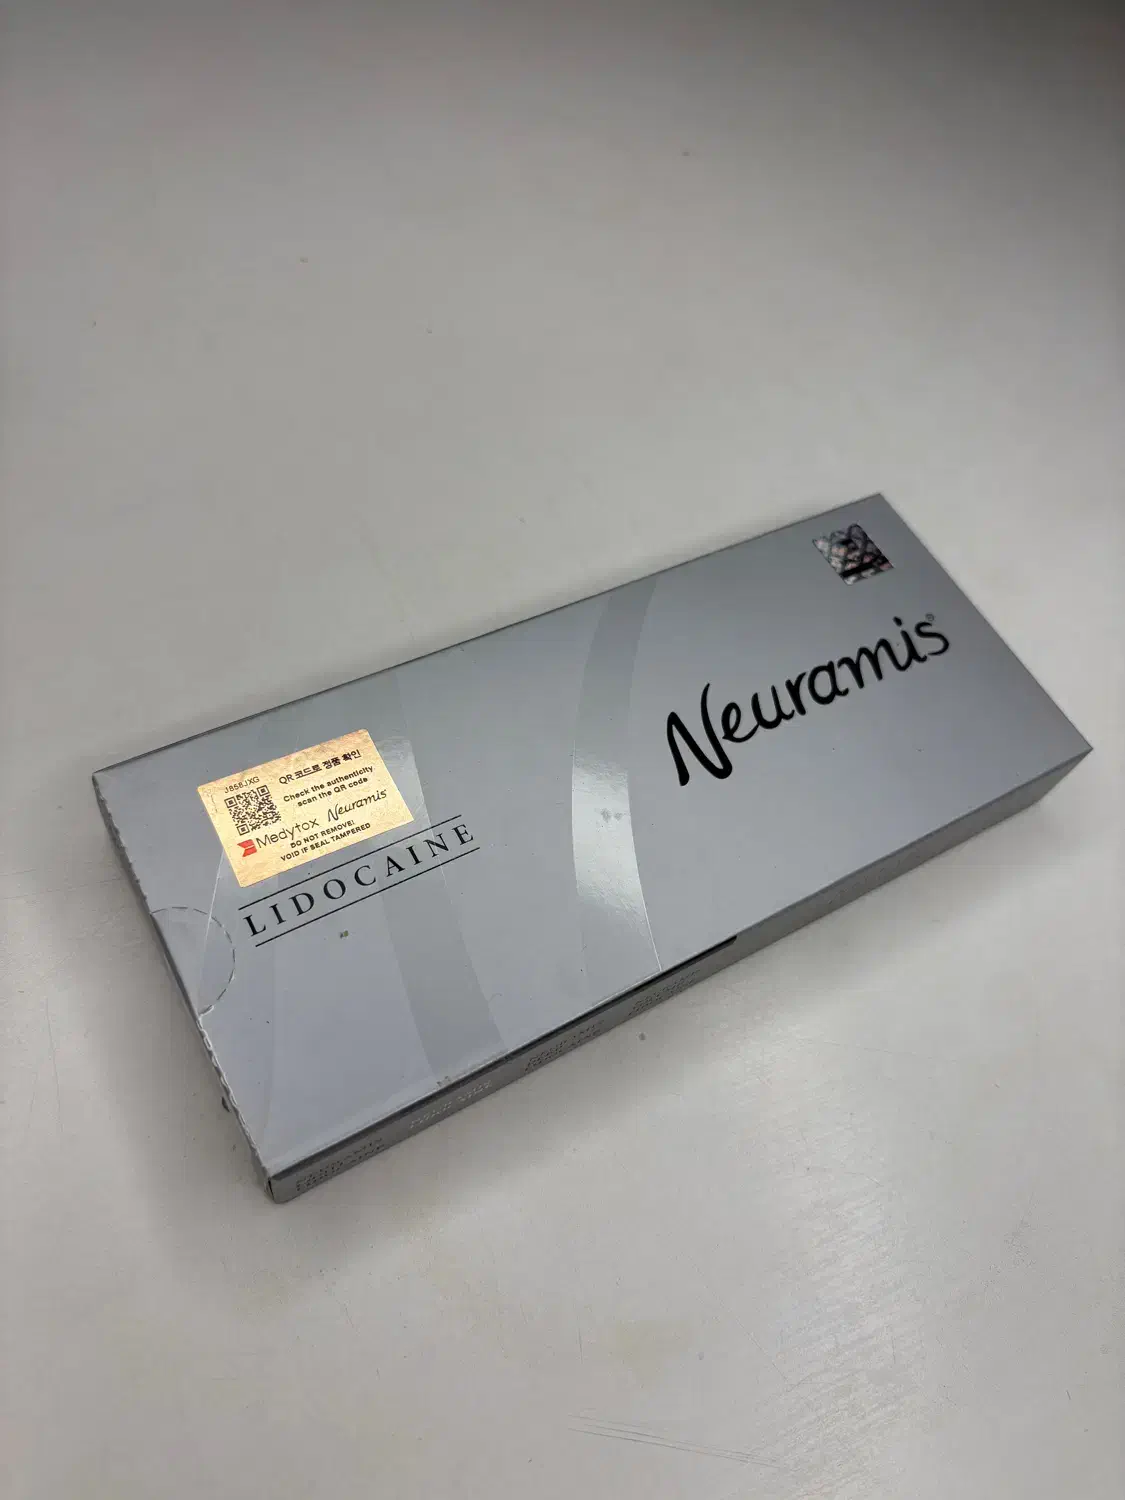 Neuramis®
J858JXG
QR 코드로 정품 확인
Check the authenticity
scan the QR code
Medytox Neuramis
DO NOT REMOVE!
VOID IF SEAL TAMPERED
LIDOCAINE